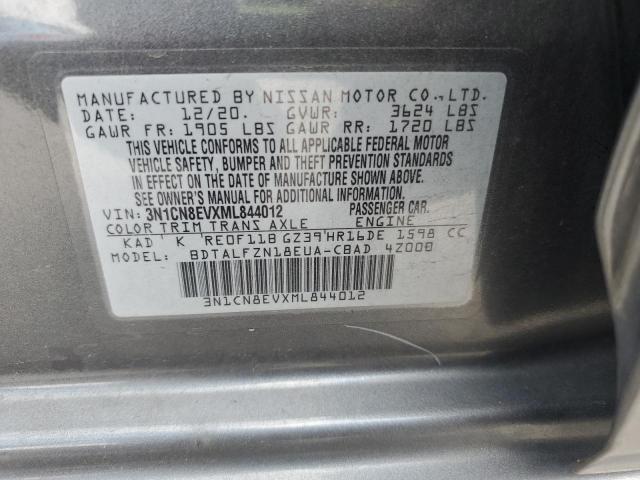 MANUFACTURED BY NISSAN MOTOR CO.,LTD.
DATE: 12/20. GVWR: 3624 LBS
GAWR FR: 1905 LBS GAWR RR: 1720 LBS
THIS VEHICLE CONFORMS TO ALL APPLICABLE FEDERAL MOTOR
VEHICLE SAFETY, BUMPER AND THEFT PREVENTION STANDARDS
IN EFFECT ON THE DATE OF MANUFACTURE SHOWN ABOVE.
SEE OWNER'S MANUAL FOR ADDITIONAL INFORMATION.
VIN: 3N1CN8EVXML844012 PASSENGER CAR.
COLOR TRIM TRANS AXLE ENGINE
KAD K RE0F11B GZ39 HR16DE 1598 CC
MODEL: BDTALFZN18EUA-CBAD 4Z000
3N1CN8EVXML844012